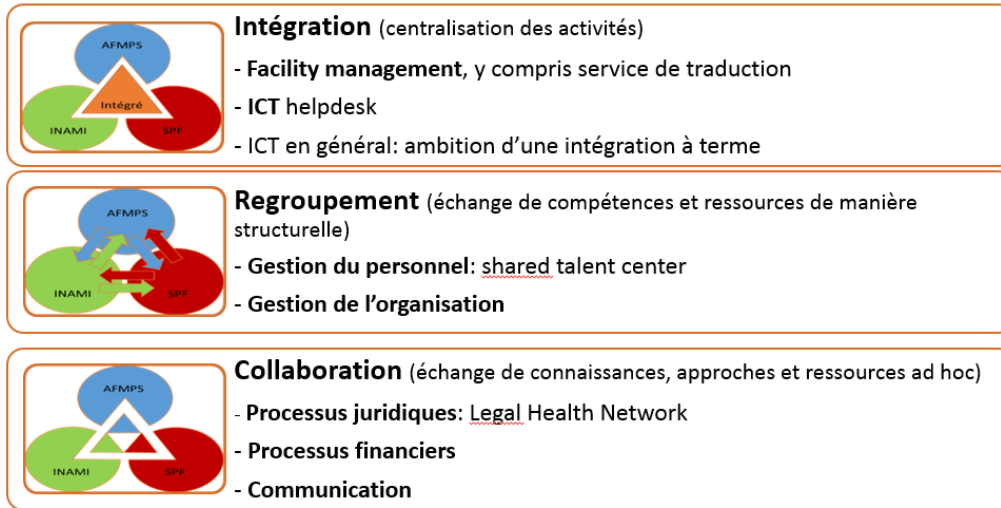 AFMPS
Intégré
INAMI
SPF
Intégration (centralisation des activités)
- Facility management, y compris service de traduction
- ICT helpdesk
- ICT en général: ambition d’une intégration à terme
AFMPS
INAMI
SPF
Regroupement (échange de compétences et ressources de manière
structurelle)
- Gestion du personnel: shared talent center
- Gestion de l’organisation
AFMPS
INAMI
SPF
Collaboration (échange de connaissances, approches et ressources ad hoc)
- Processus juridiques: Legal Health Network
- Processus financiers
- Communication